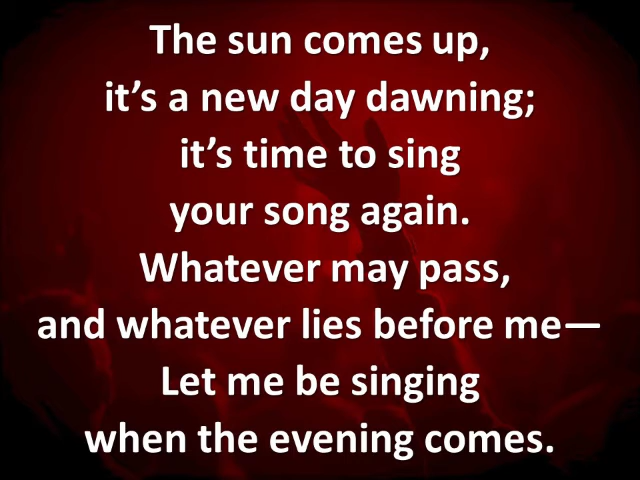 The sun comes up,
it’s a new day dawning;
it’s time to sing
your song again.
Whatever may pass,
and whatever lies before me—
Let me be singing
when the evening comes.